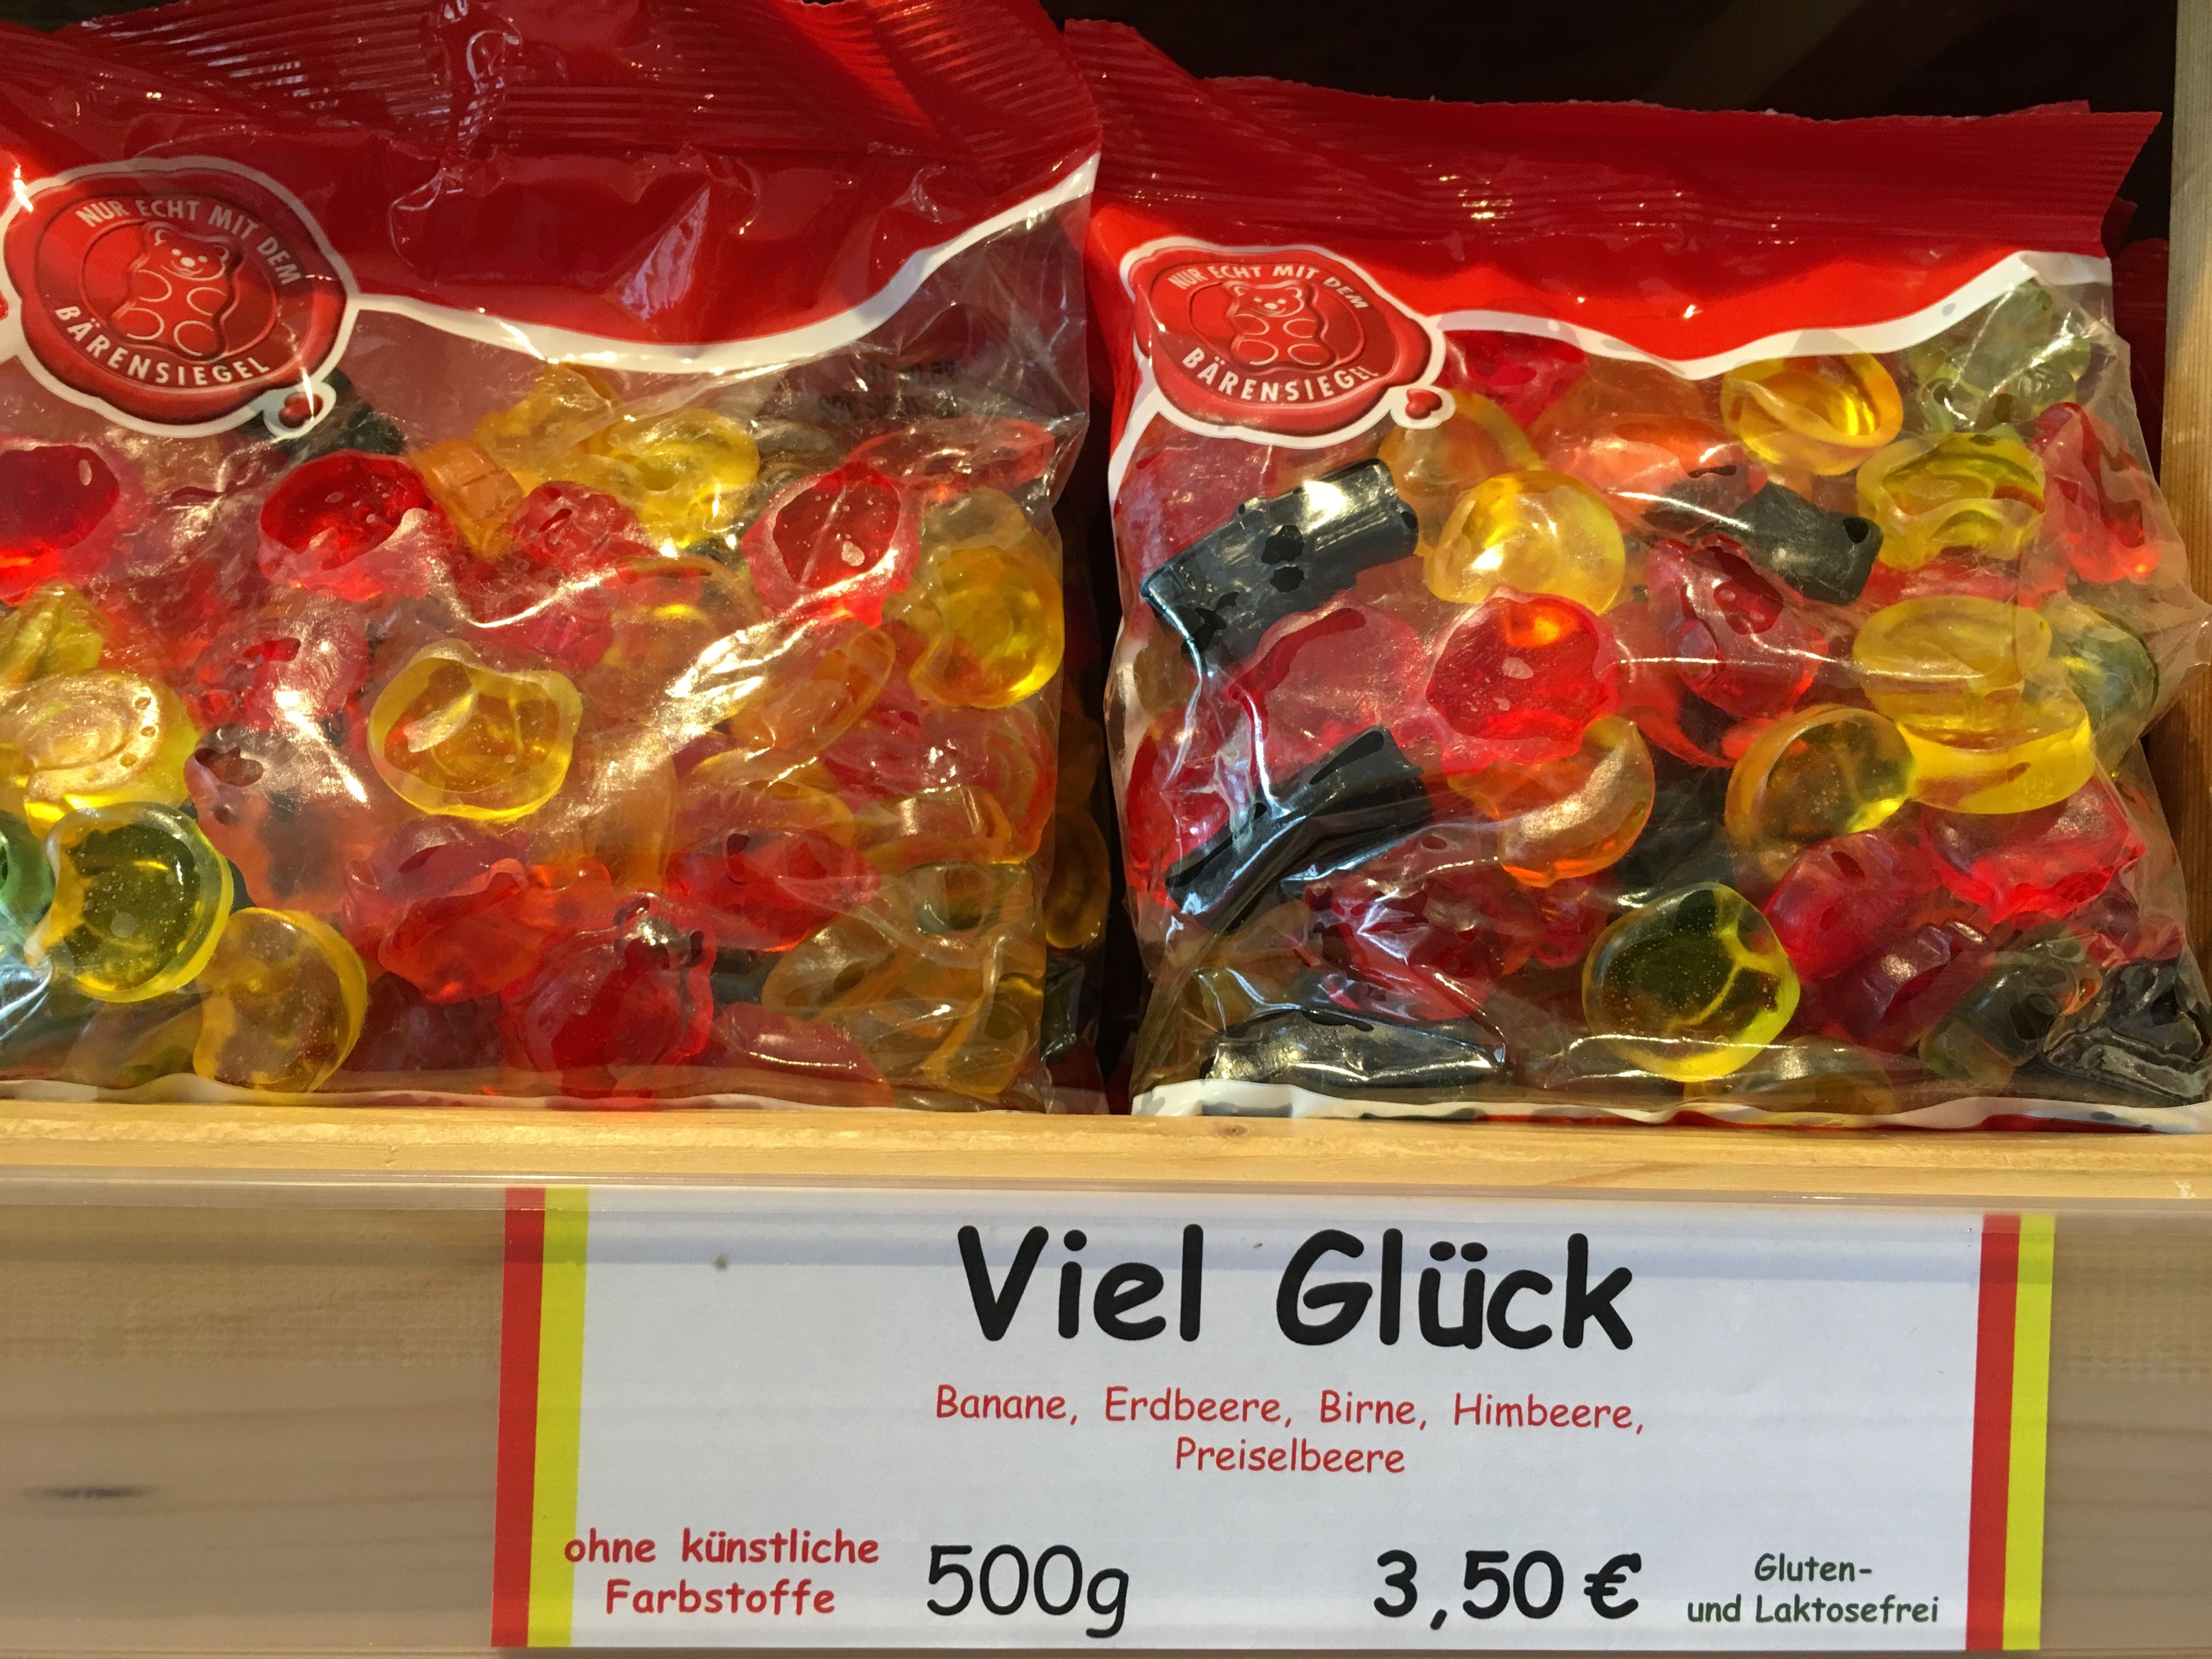 NUR ECHT MIT DEM
BÄRENSIEGEL
NUR ECHT MIT DEM
BÄRENSIEGEL
Viel Glück
Banane, Erdbeere, Birne, Himbeere,
Preiselbeere
ohne künstliche
Farbstoffe
500g
3,50 €
Gluten-
und Laktosefrei